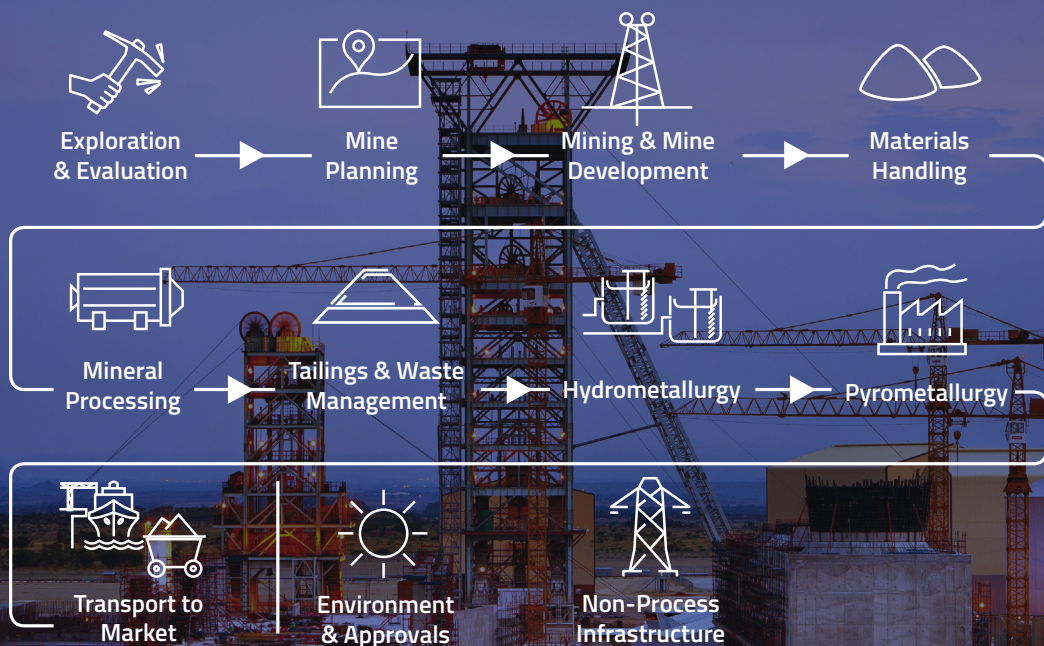 Exploration
& Evaluation
Mine
Planning
Mining & Mine
Development
Materials
Handling
Mineral
Processing
Tailings & Waste
Management
Hydrometallurgy
Pyrometallurgy
Transport to
Market
Environment
& Approvals
Non-Process
Infrastructure